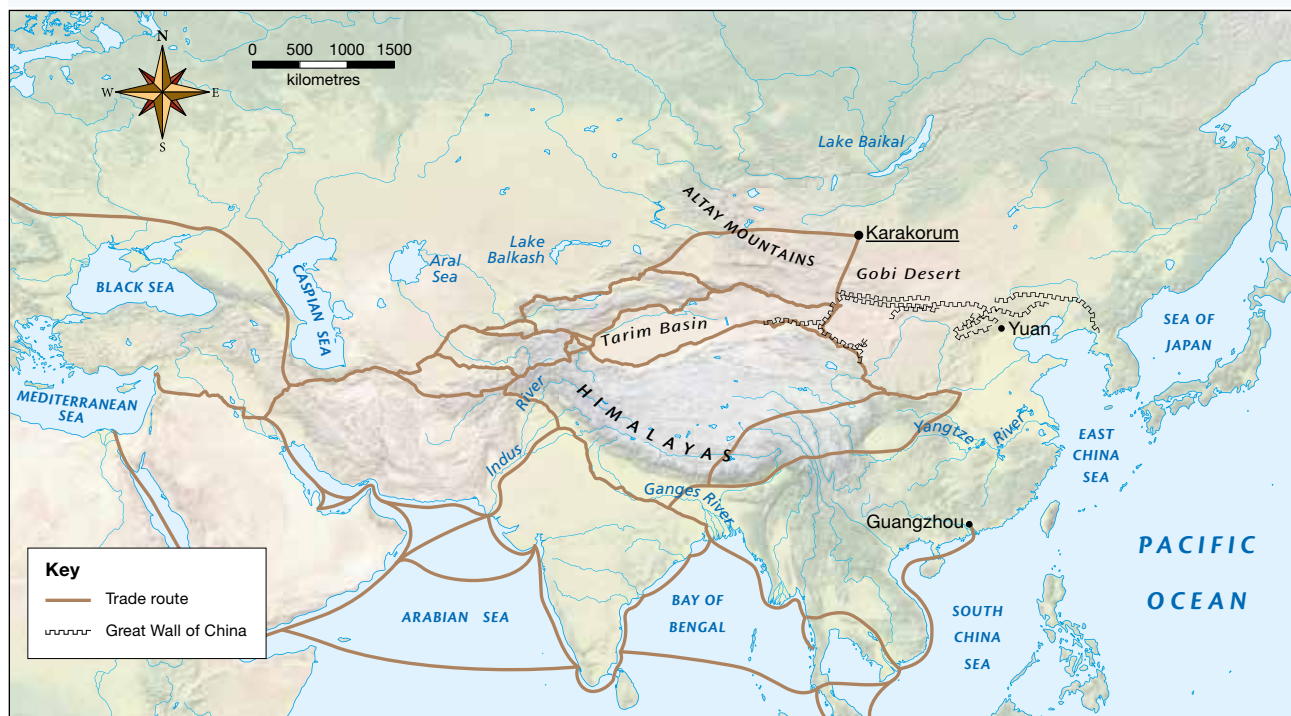 N
W E
S
0 500 1000 1500
kilometres
Lake Baikal
ALTAY MOUNTAINS
Karakorum
Gobi Desert
Lake
Balkash
Aral
Sea
CASPIAN SEA
BLACK SEA
Tarim Basin
Yuan
SEA OF
JAPAN
MEDITERRANEAN
SEA
HIMALAYAS
Indus River
Yangtze River
EAST
CHINA
SEA
Ganges River
Guangzhou
PACIFIC
OCEAN
ARABIAN SEA
BAY OF
BENGAL
SOUTH
CHINA
SEA
Key
Trade route
Great Wall of China